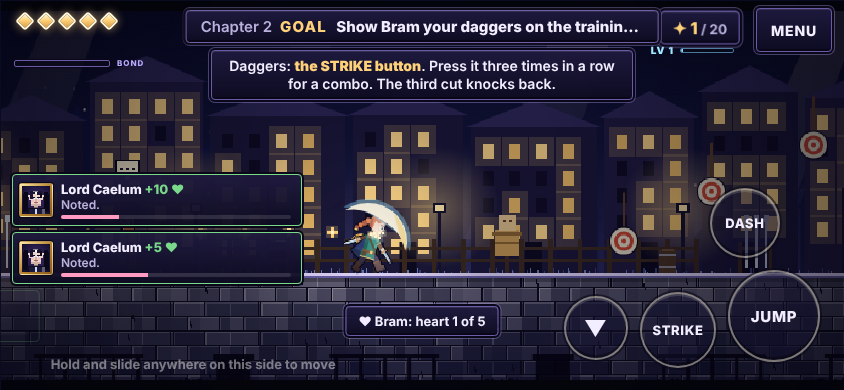 Chapter 2 GOAL Show Bram your daggers on the trainin...
1 / 20
MENU
BOND
LV 1
Daggers: the STRIKE button. Press it three times in a row
for a combo. The third cut knocks back.
Lord Caelum +10 ♥
Noted.
Lord Caelum +5 ♥
Noted.
DASH
♥ Bram: heart 1 of 5
STRIKE
JUMP
Hold and slide anywhere on this side to move